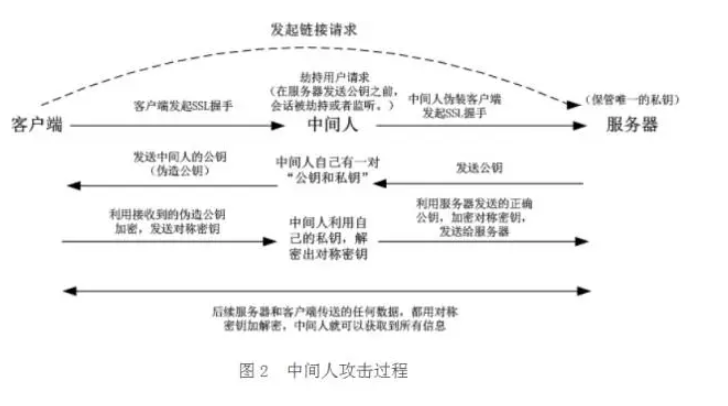 发起链接请求
劫持用户请求
（在服务器发送公钥之前，
会话被劫持或者监听。）
客户端发起SSL握手
中间人伪装客户端
发起SSL握手
（保管唯一的私钥）
客户端
中间人
服务器
发送中间人的公钥
（伪造公钥）
中间人自己有一对
“公钥和私钥”
发送公钥
利用接收到的伪造公钥
加密，发送对称密钥
中间人利用自
己的私钥，解
密出对称密钥
利用服务器发送的正确
公钥，加密对称密钥，
发送给服务器
后续服务器和客户端传送的任何数据，都用对称
密钥加解密，中间人就可以获取到所有信息
图 2 中间人攻击过程